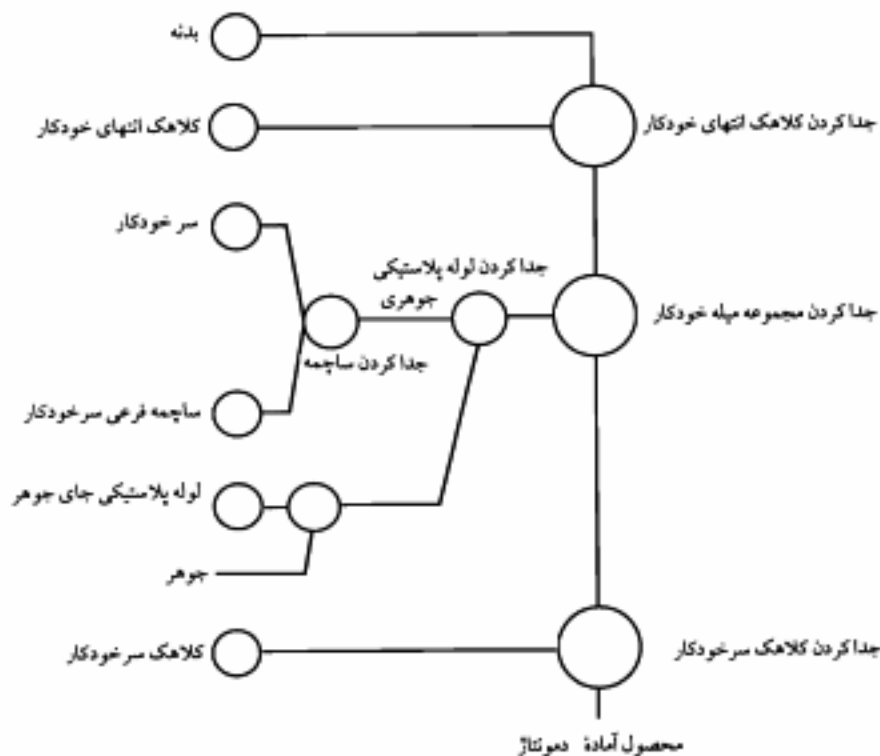 بدنه
کلاهک انتهای خودکار
جدا کردن کلاهک انتهای خودکار
سر خودکار
جدا کردن لوله پلاستیکی
جوهری
جدا کردن مجموعه میله خودکار
جدا کردن ساچمه
ساچمه فرعی سرخودکار
لوله پلاستیکی جای جوهر
جوهر
کلاهک سرخودکار
جدا کردن کلاهک سرخودکار
محصول آمادهٔ دمونتاژ